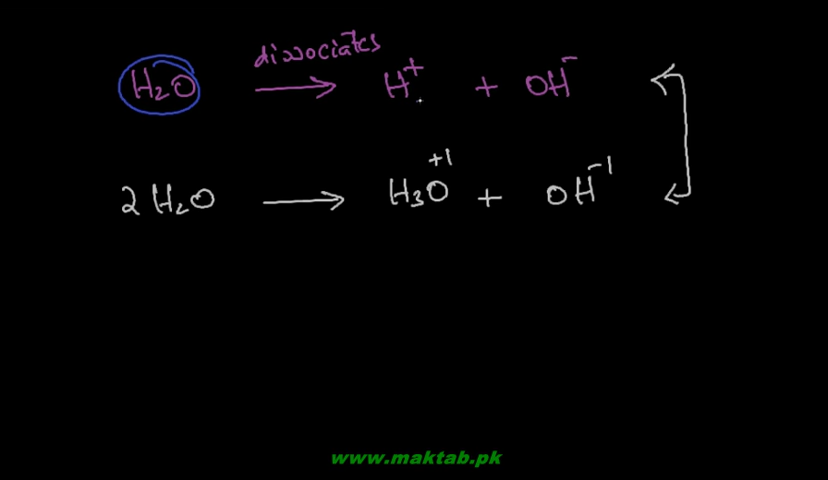 dissociates
H₂O → H⁺ + OH⁻
2 H₂O → H₃O⁺¹ + OH⁻¹
www.maktab.pk